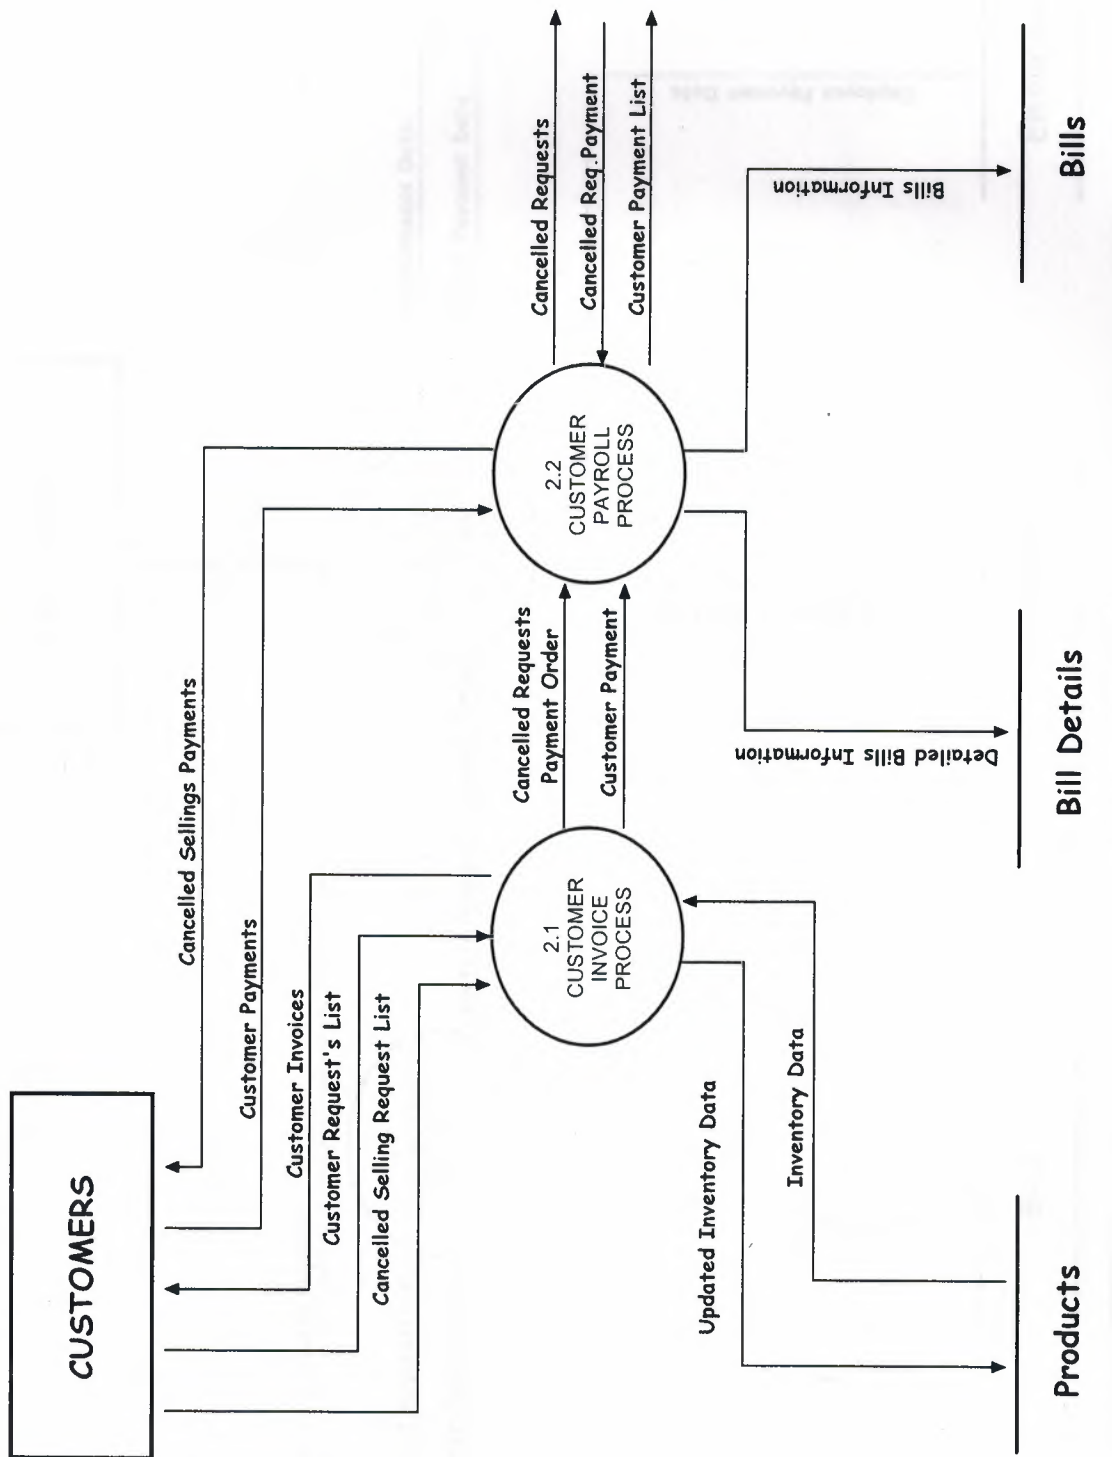 CUSTOMERS
Cancelled Sellings Payments
Customer Payments
Customer Invoices
Customer Request's List
Cancelled Selling Request List
2.1
CUSTOMER
INVOICE
PROCESS
Cancelled Requests
Payment Order
Customer Payment
2.2
CUSTOMER
PAYROLL
PROCESS
Cancelled Requests
Cancelled Req.Payment
Customer Payment List
Updated Inventory Data
Inventory Data
Detailed Bills Information
Bills Information
Products
Bill Details
Bills